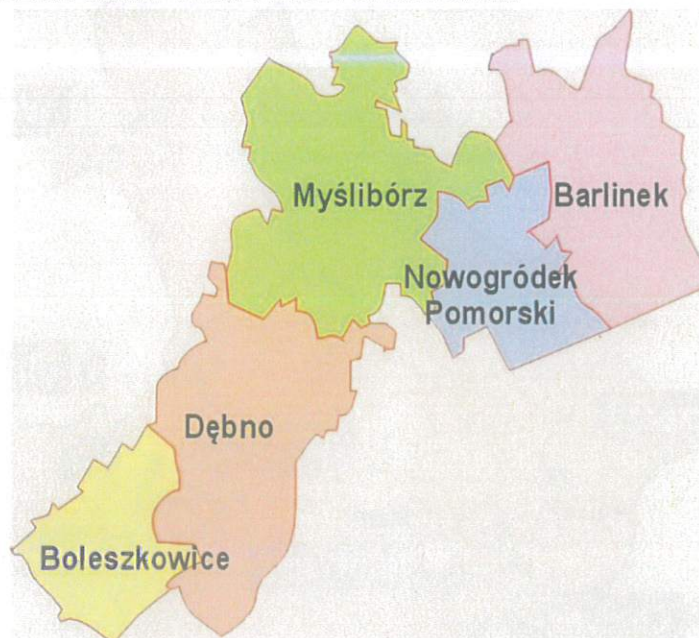 Myślibórz
Barlinek
Nowogródek
Pomorski
Dębno
Boleszkowice